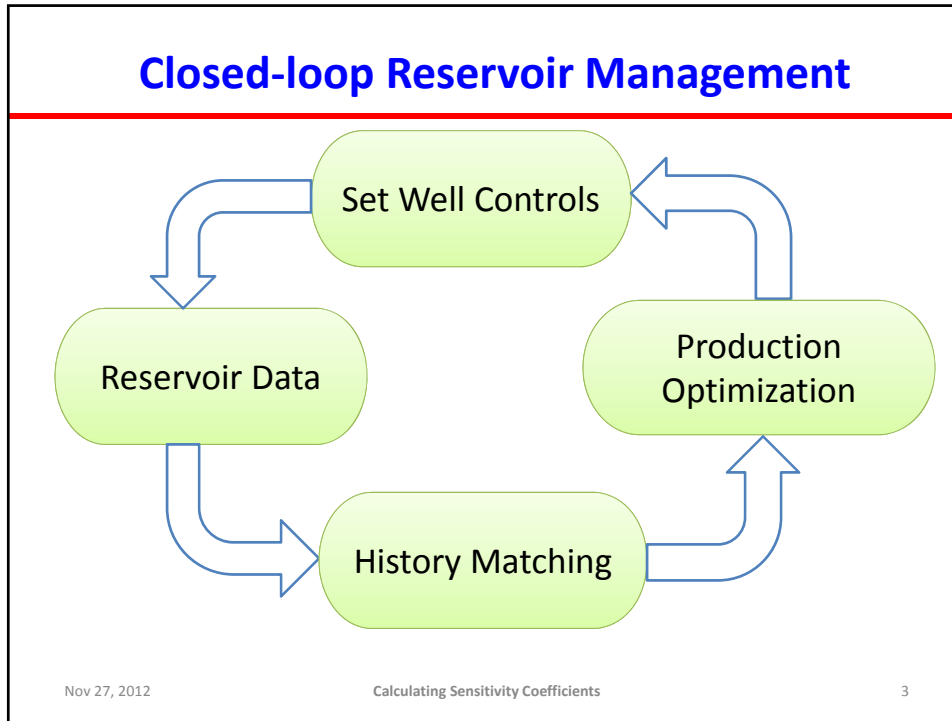 Closed-loop Reservoir Management
Set Well Controls
Reservoir Data
Production
Optimization
History Matching
Nov 27, 2012
Calculating Sensitivity Coefficients
3